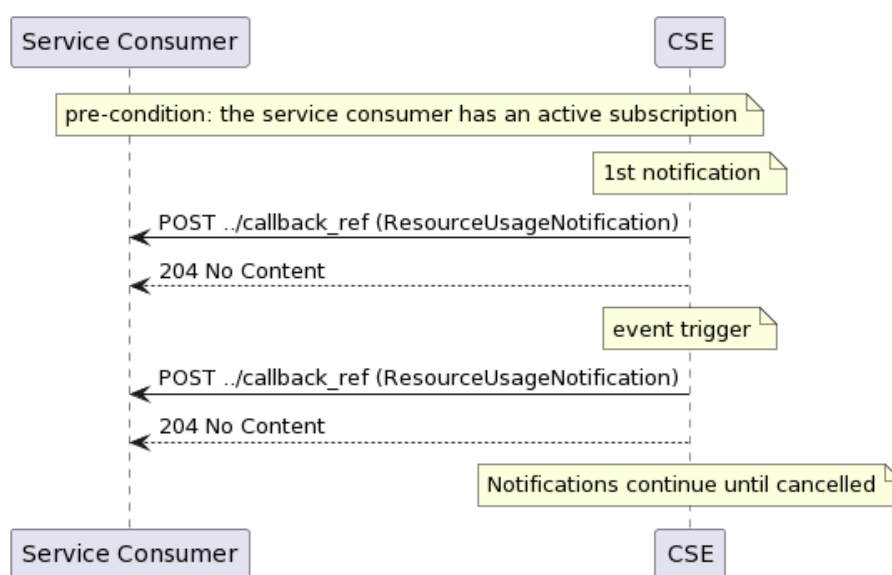 Service Consumer
CSE
pre-condition: the service consumer has an active subscription
1st notification
POST ../callback_ref (ResourceUsageNotification)
204 No Content
event trigger
POST ../callback_ref (ResourceUsageNotification)
204 No Content
Notifications continue until cancelled
Service Consumer
CSE